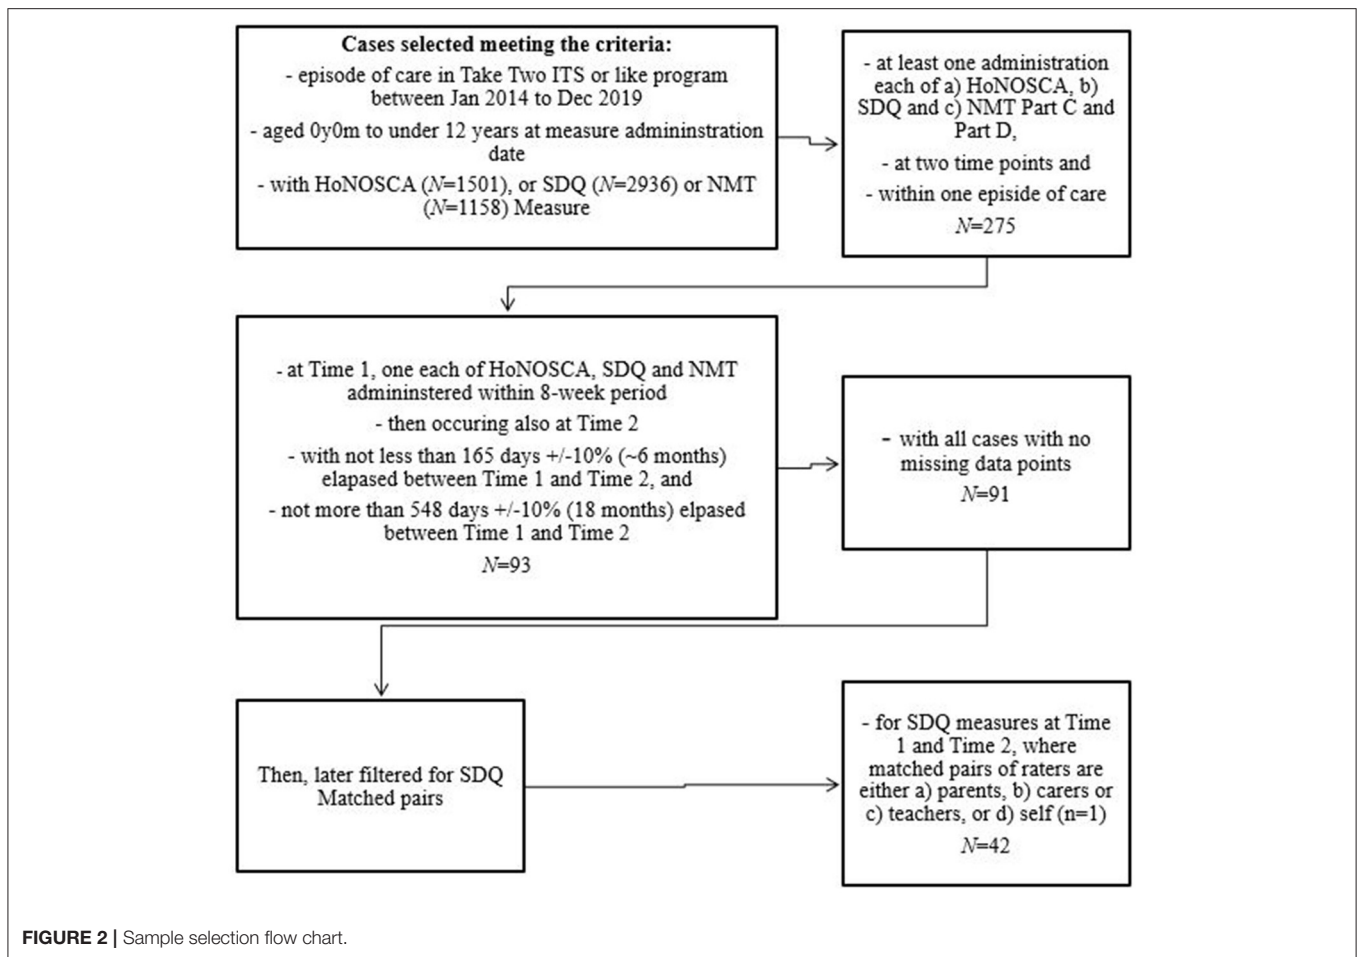 Cases selected meeting the criteria:
- episode of care in Take Two ITS or like program
between Jan 2014 to Dec 2019
- aged 0y0m to under 12 years at measure admininstration
date
- with HoNOSCA (N=1501), or SDQ (N=2936) or NMT
(N=1158) Measure
- at least one administration
each of a) HoNOSCA, b)
SDQ and c) NMT Part C and
Part D,
- at two time points and
- within one episide of care
N=275
- at Time 1, one each of HoNOSCA, SDQ and NMT
admininstered within 8-week period
- then occuring also at Time 2
- with not less than 165 days +/-10% (~6 months)
elapased between Time 1 and Time 2, and
- not more than 548 days +/-10% (18 months) elpased
between Time 1 and Time 2
N=93
- with all cases with no
missing data points
N=91
Then, later filtered for SDQ
Matched pairs
- for SDQ measures at Time
1 and Time 2, where
matched pairs of raters are
either a) parents, b) carers or
c) teachers, or d) self (n=1)
N=42
FIGURE 2 | Sample selection flow chart.